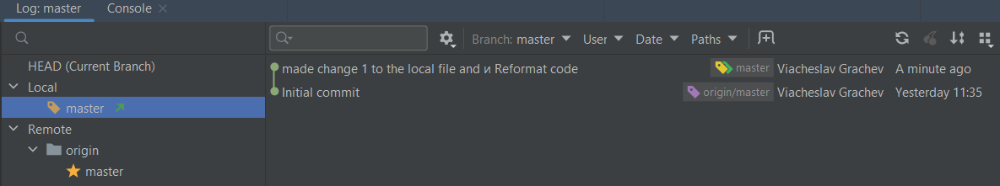 Log: master Console
Branch: master User Date Paths
HEAD (Current Branch)
Local
master
Remote
origin
master
made change 1 to the local file and и Reformat code master Viacheslav Grachev A minute ago
Initial commit origin/master Viacheslav Grachev Yesterday 11:35